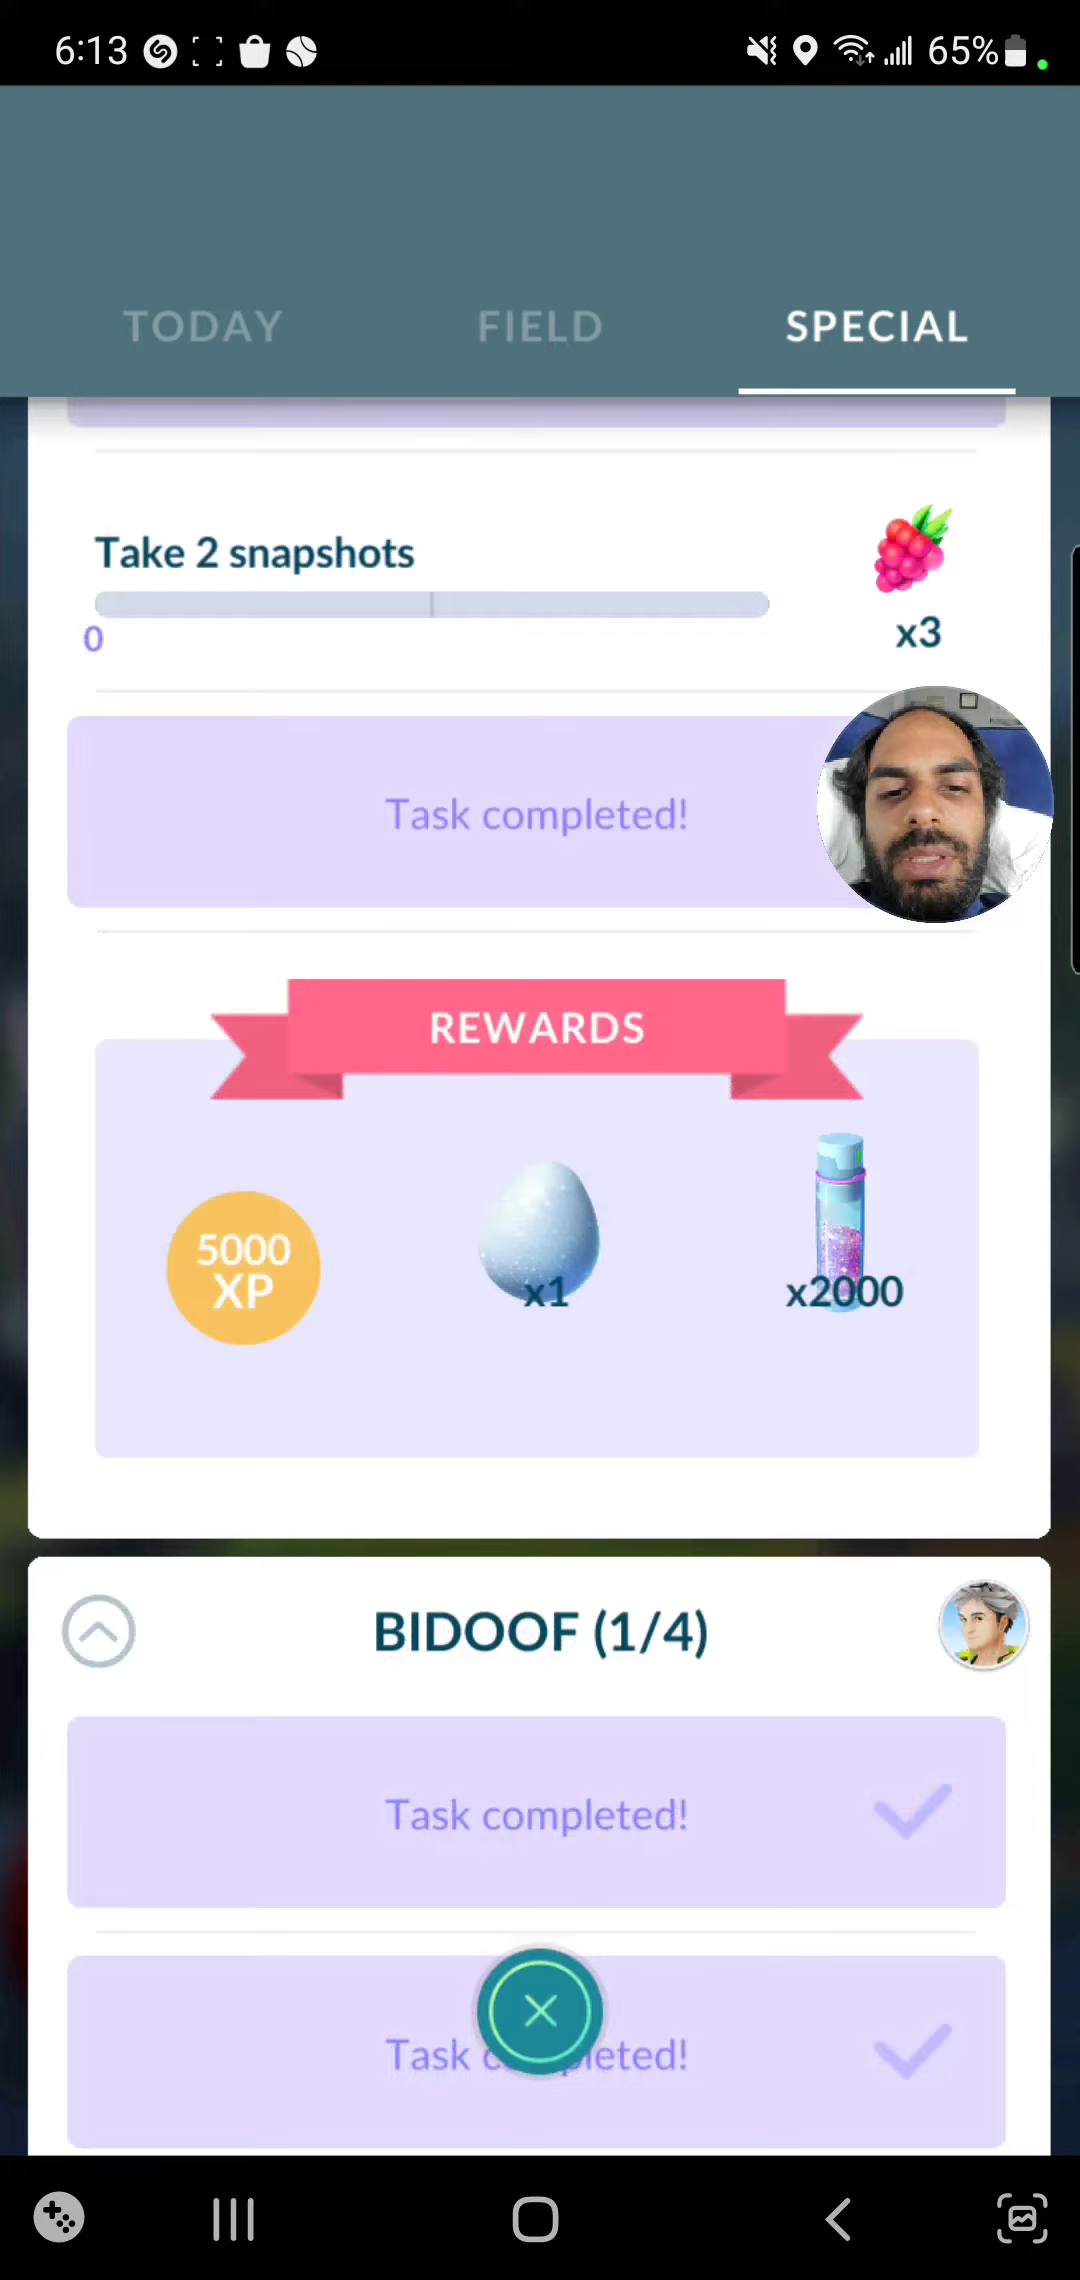 6:13
65%
TODAY FIELD SPECIAL
Take 2 snapshots
0
x3
Task completed!
REWARDS
5000
XP
x1
x2000
BIDOOF (1/4)
Task completed!
Task c pleted!